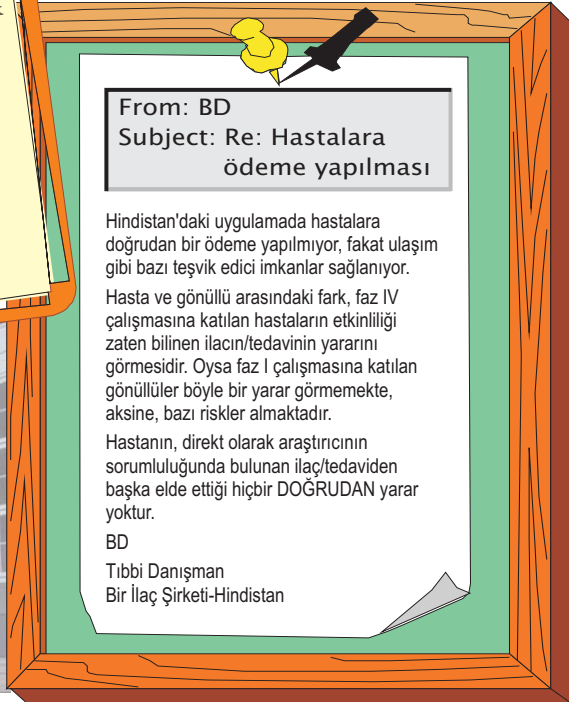 From: BD
Subject: Re: Hastalara
ödeme yapılması
Hindistan'daki uygulamada hastalara
doğrudan bir ödeme yapılmıyor, fakat ulaşım
gibi bazı teşvik edici imkanlar sağlanıyor.
Hasta ve gönüllü arasındaki fark, faz IV
çalışmasına katılan hastaların etkinliliği
zaten bilinen ilacın/tedavinin yararını
görmesidir. Oysa faz I çalışmasına katılan
gönüllüler böyle bir yarar görmemekte,
aksine, bazı riskler almaktadır.
Hastanın, direkt olarak araştırıcının
sorumluluğunda bulunan ilaç/tedaviden
başka elde ettiği hiçbir DOĞRUDAN yarar
yoktur.
BD
Tıbbi Danışman
Bir İlaç Şirketi-Hindistan